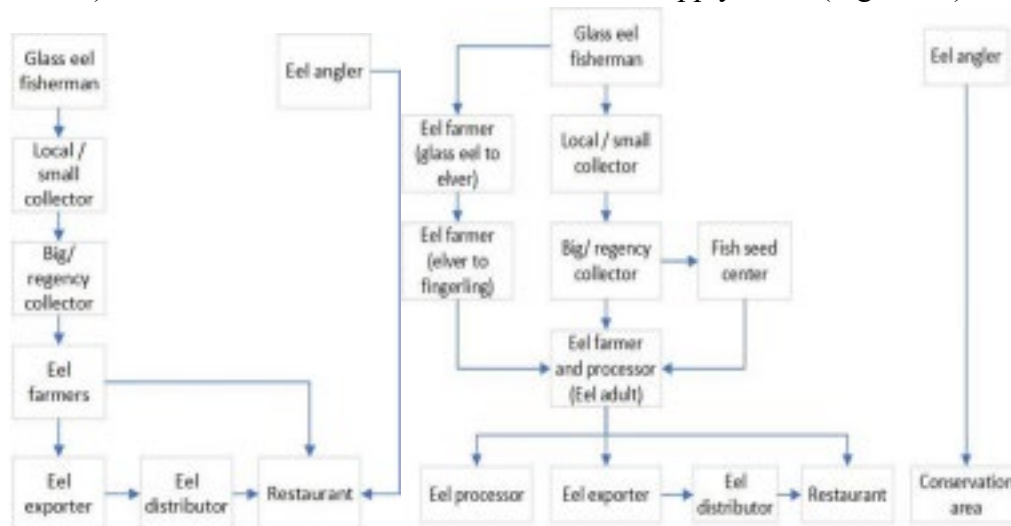 Glass eel
fisherman
Local /
small
collector
Big/
regency
collector
Eel
farmers
Eel
exporter
Eel
distributor
Restaurant
Eel angler
Glass eel
fisherman
Eel farmer
(glass eel to
elver)
Eel farmer
(elver to
fingerling)
Local / small
collector
Big/ regency
collector
Fish seed
center
Eel farmer
and processor
(Eel adult)
Eel processor
Eel exporter
Eel
distributor
Restaurant
Eel angler
Conservation
area